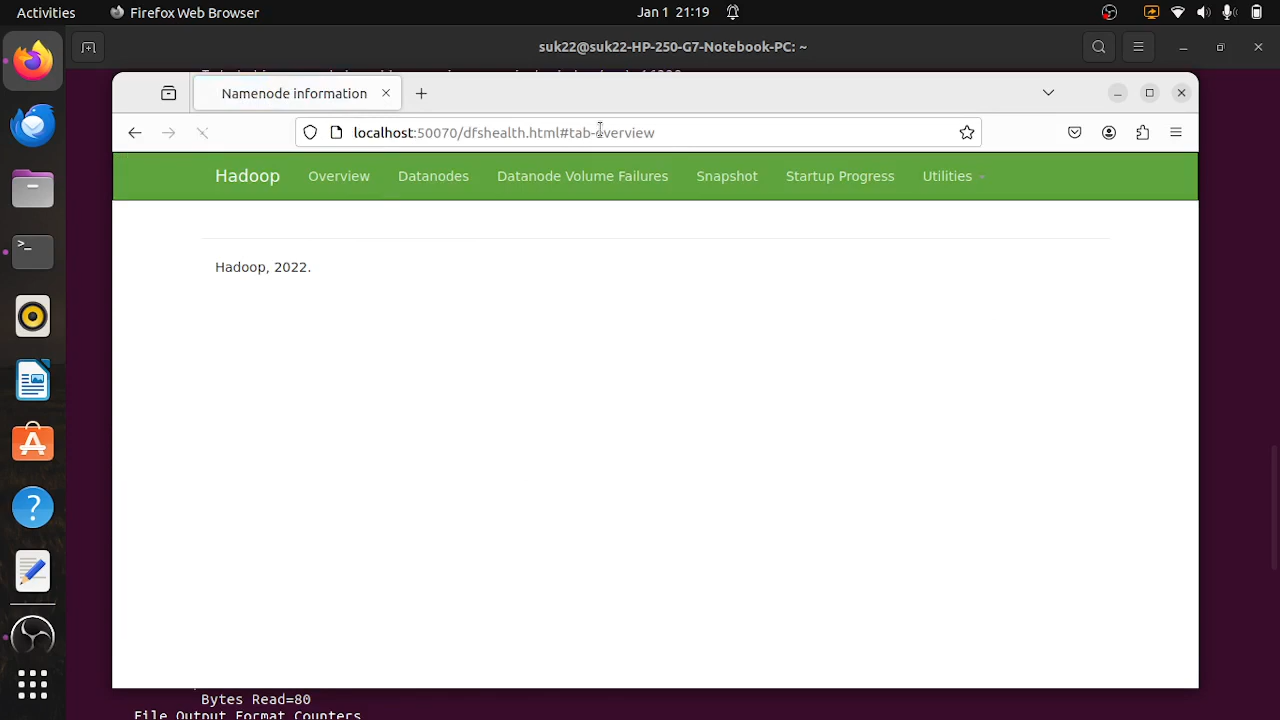 Activities Firefox Web Browser Jan 1 21:19
suk22@suk22-HP-250-G7-Notebook-PC: ~
Namenode information
localhost:50070/dfshealth.html#tab-overview
Hadoop Overview Datanodes Datanode Volume Failures Snapshot Startup Progress Utilities
Hadoop, 2022.
Bytes Read=80
File Output Format Counters